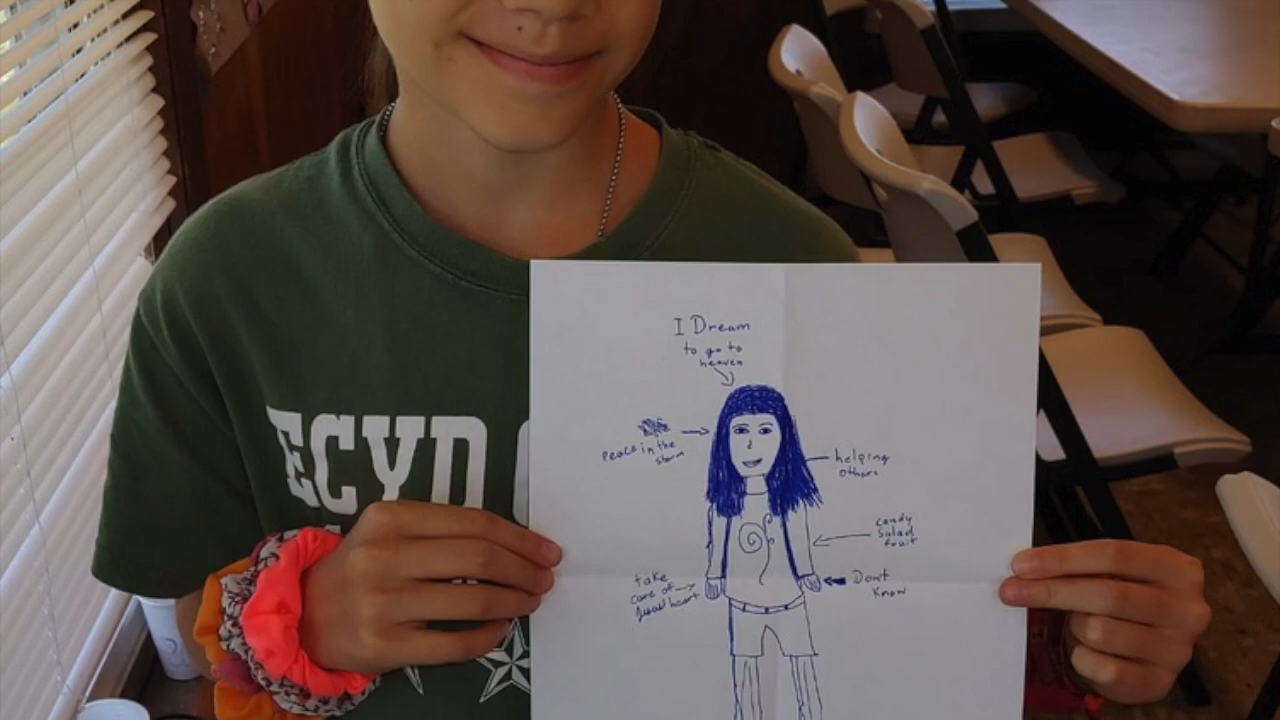 ECYD
I Dream
to go to
heaven
peace in the
storm
helping
others
candy
salad
fruit
take
care of
heart
Don't
know